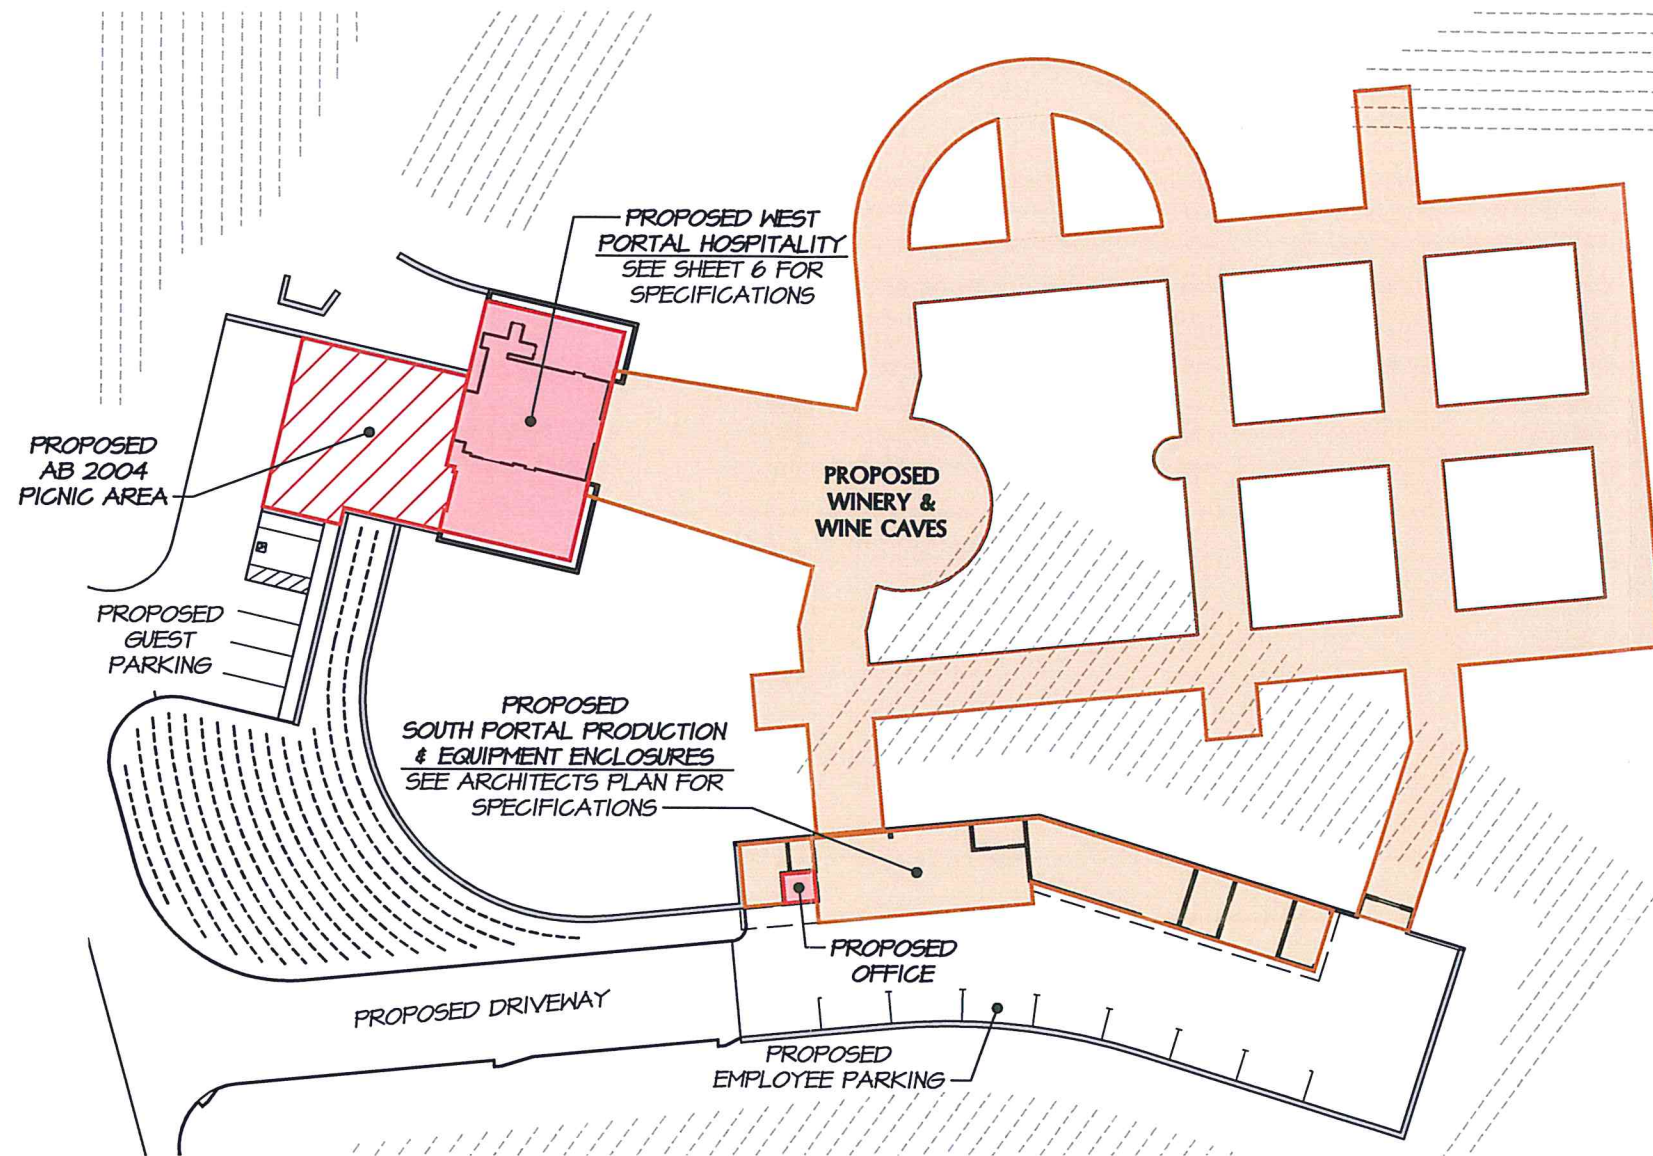 PROPOSED WEST
PORTAL HOSPITALITY
SEE SHEET 6 FOR
SPECIFICATIONS
PROPOSED
AB 2004
PICNIC AREA
PROPOSED
WINERY &
WINE CAVES
PROPOSED
GUEST
PARKING
PROPOSED
SOUTH PORTAL PRODUCTION
& EQUIPMENT ENCLOSURES
SEE ARCHITECTS PLAN FOR
SPECIFICATIONS
PROPOSED
OFFICE
PROPOSED DRIVEWAY
PROPOSED
EMPLOYEE PARKING